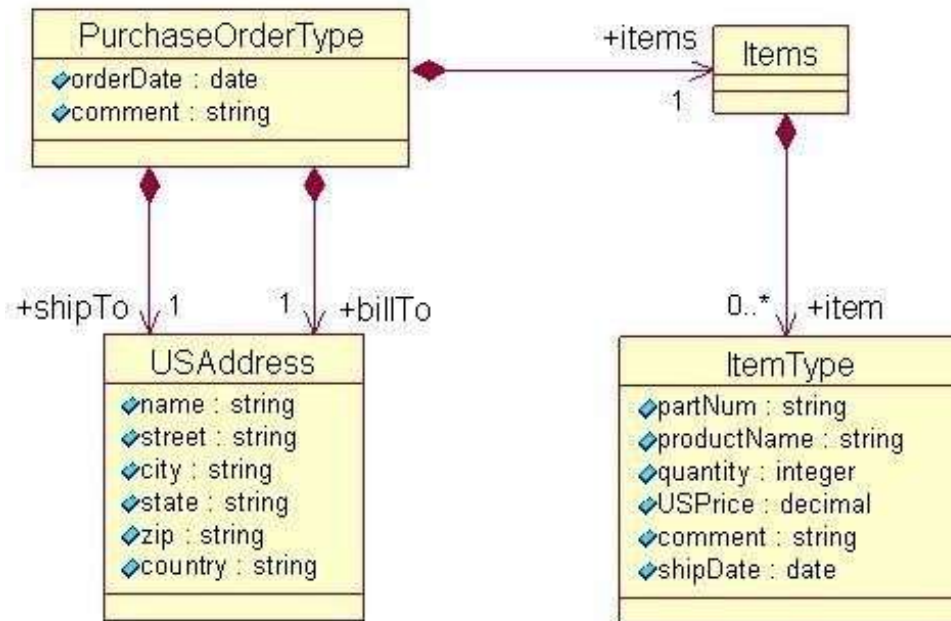 PurchaseOrderType
orderDate : date
comment : string
+items
1
Items
+shipTo
1
1
+billTo
0..*
+item
USAddress
name : string
street : string
city : string
state : string
zip : string
country : string
ItemType
partNum : string
productName : string
quantity : integer
USPrice : decimal
comment : string
shipDate : date